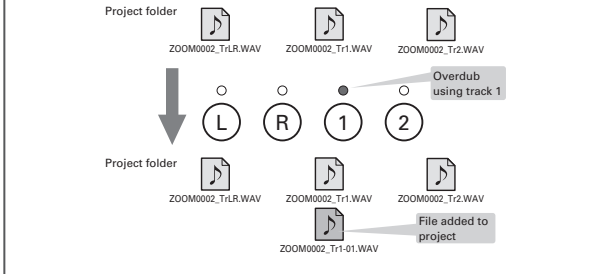 Project folder
ZOOM0002_TrLR.WAV ZOOM0002_Tr1.WAV ZOOM0002_Tr2.WAV
Overdub
using track 1
L R 1 2
Project folder
ZOOM0002_TrLR.WAV ZOOM0002_Tr1.WAV ZOOM0002_Tr2.WAV
File added to
project
ZOOM0002_Tr1-01.WAV